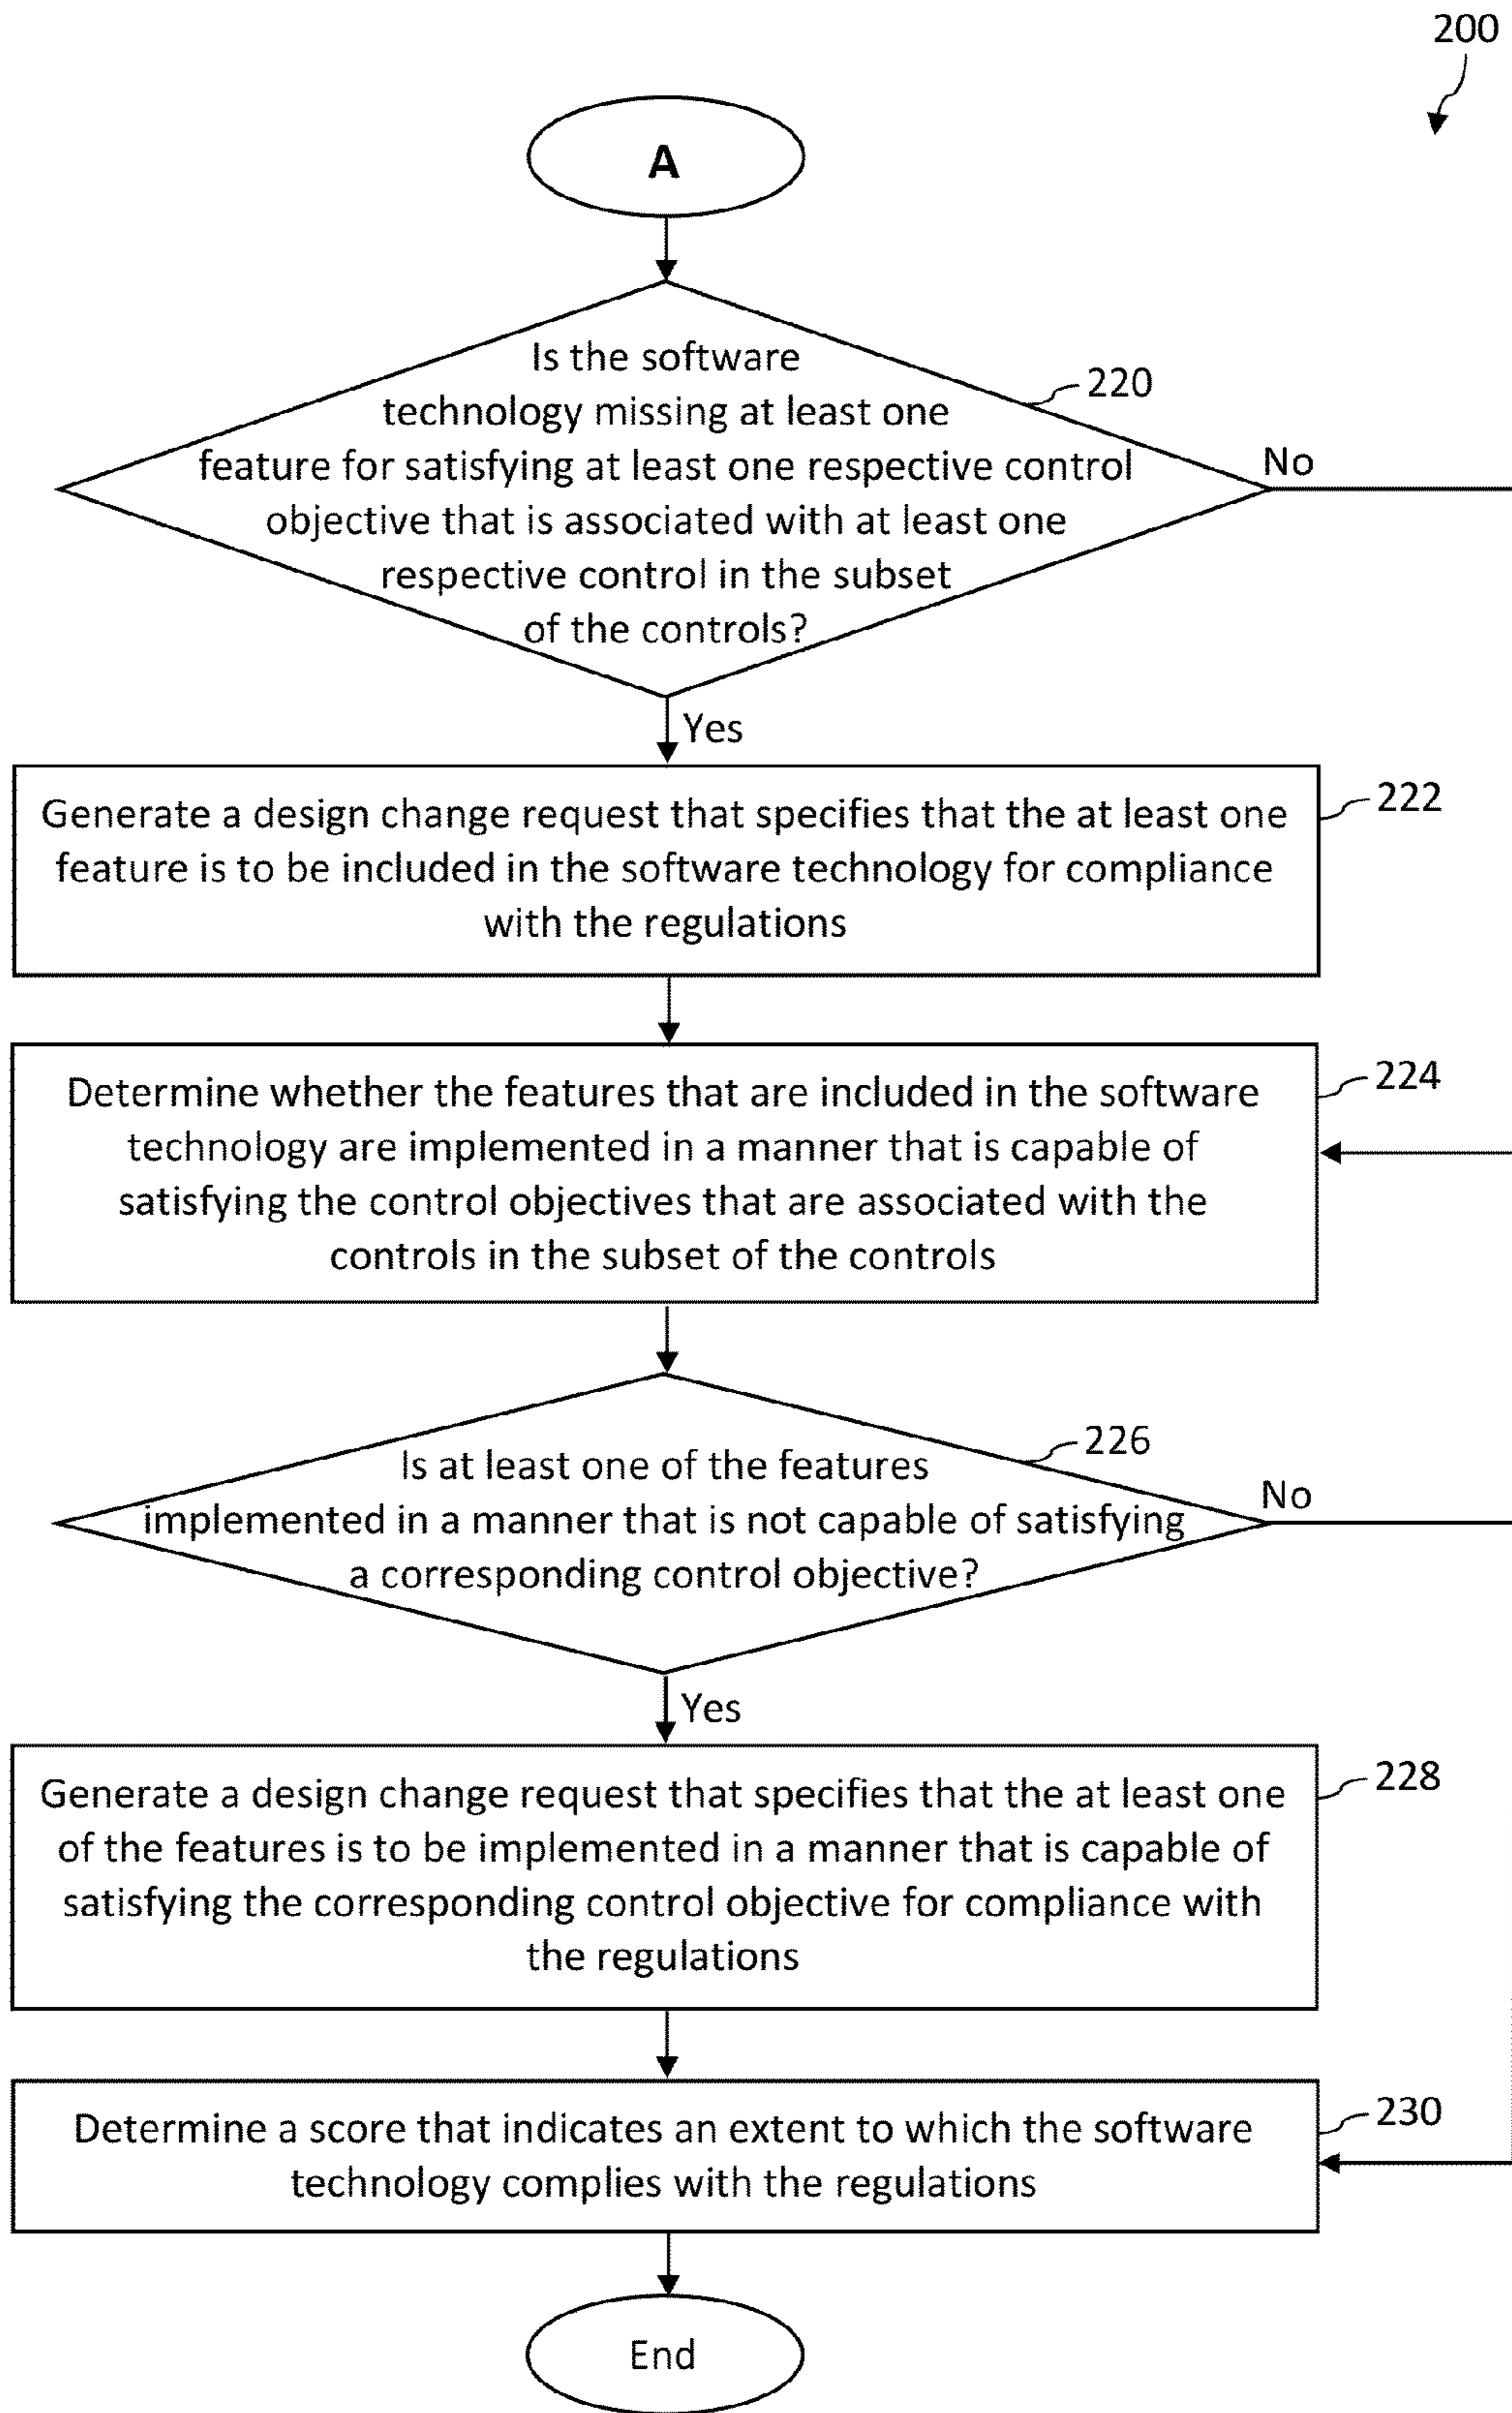 200
A
Is the software
technology missing at least one
feature for satisfying at least one respective control
objective that is associated with at least one
respective control in the subset
of the controls?
220
No
Yes
Generate a design change request that specifies that the at least one
feature is to be included in the software technology for compliance
with the regulations
222
Determine whether the features that are included in the software
technology are implemented in a manner that is capable of
satisfying the control objectives that are associated with the
controls in the subset of the controls
224
Is at least one of the features
implemented in a manner that is not capable of satisfying
a corresponding control objective?
226
No
Yes
Generate a design change request that specifies that the at least one
of the features is to be implemented in a manner that is capable of
satisfying the corresponding control objective for compliance with
the regulations
228
Determine a score that indicates an extent to which the software
technology complies with the regulations
230
End